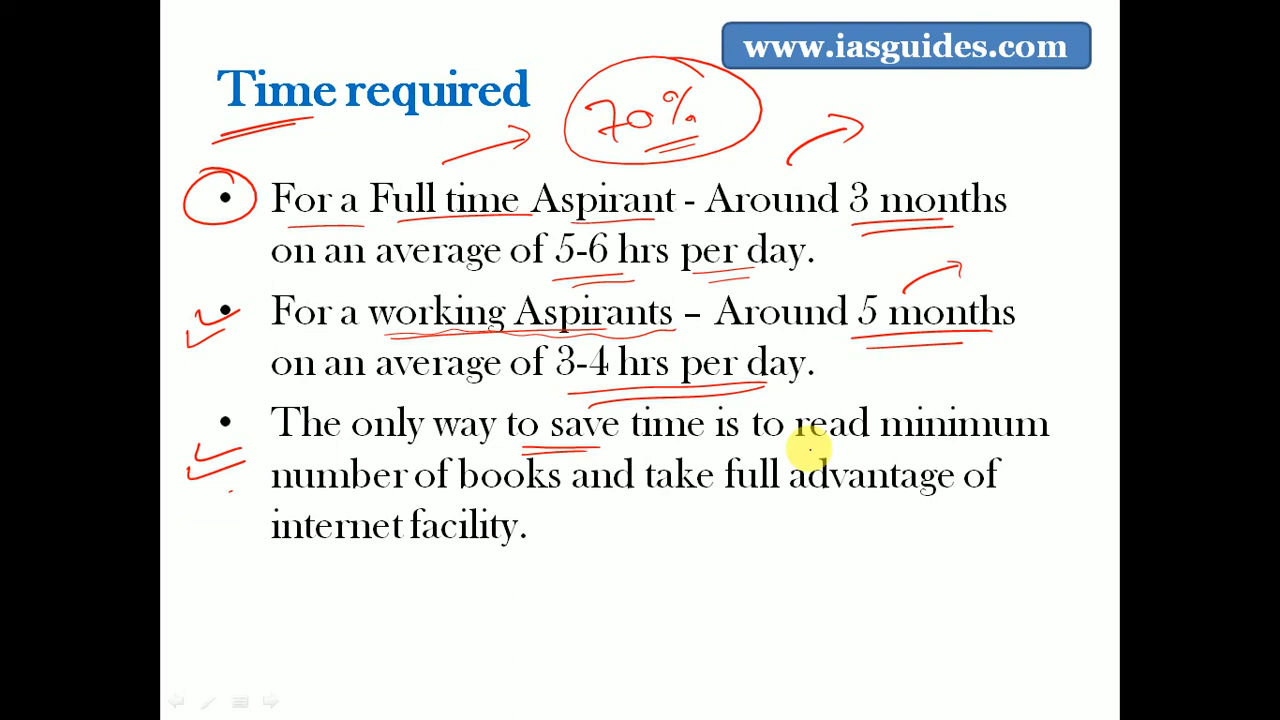 www.iasguides.com
Time required
70%
• For a Full time Aspirant - Around 3 months
on an average of 5-6 hrs per day.
• For a working Aspirants – Around 5 months
on an average of 3-4 hrs per day.
• The only way to save time is to read minimum
number of books and take full advantage of
internet facility.